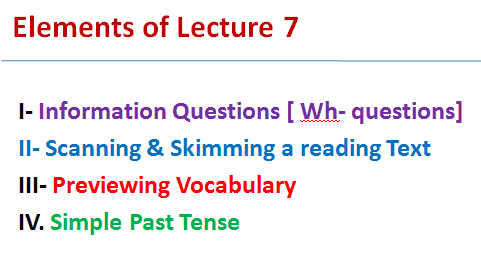 Elements of Lecture 7
I- Information Questions [ Wh- questions]
II- Scanning & Skimming a reading Text
III- Previewing Vocabulary
IV. Simple Past Tense